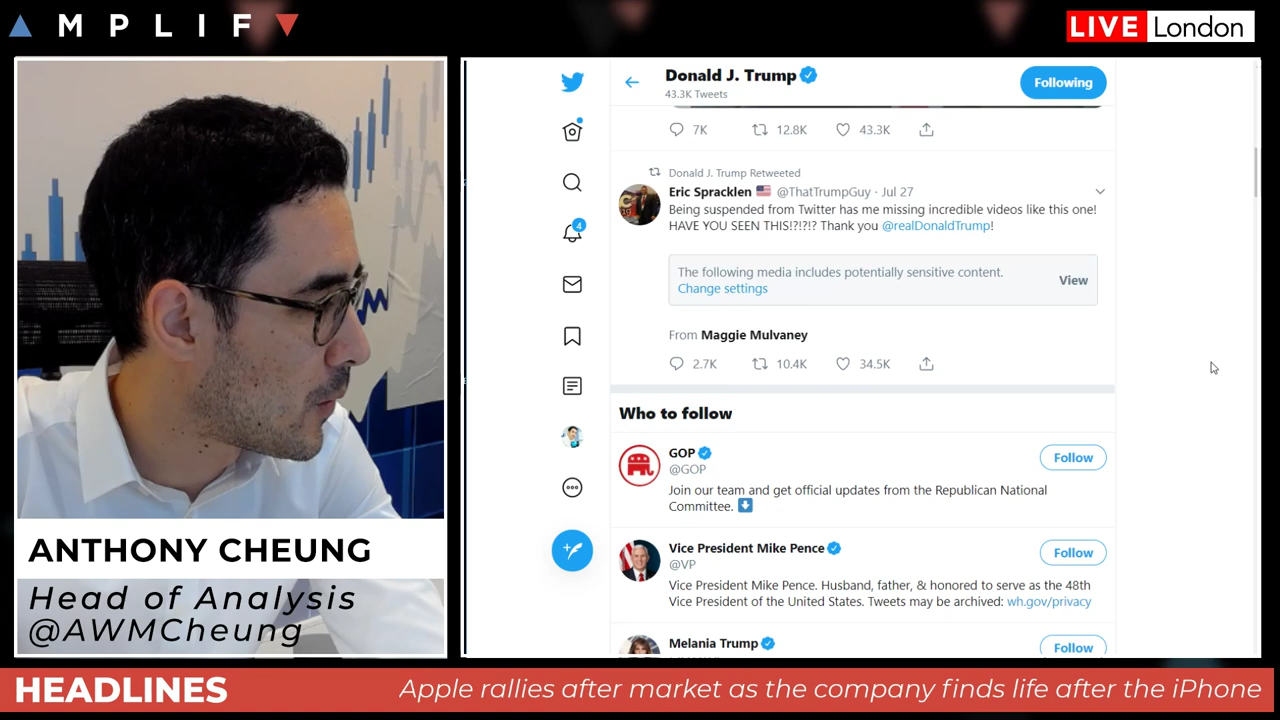 ▲ M P L I F ▼
LIVE London
Donald J. Trump
43.3K Tweets
Following
7K 12.8K 43.3K
Donald J. Trump Retweeted
Eric Spracklen 🇺🇸 @ThatTrumpGuy · Jul 27
Being suspended from Twitter has me missing incredible videos like this one!
HAVE YOU SEEN THIS!?!?!? Thank you @realDonaldTrump!
The following media includes potentially sensitive content.
Change settings
View
From Maggie Mulvaney
2.7K 10.4K 34.5K
4
Who to follow
GOP
@GOP
Follow
Join our team and get official updates from the Republican National
Committee. ⬇
Vice President Mike Pence
@VP
Follow
Vice President Mike Pence. Husband, father, & honored to serve as the 48th
Vice President of the United States. Tweets may be archived: wh.gov/privacy
Melania Trump
Follow
ANTHONY CHEUNG
Head of Analysis
@AWMCheung
HEADLINES
Apple rallies after market as the company finds life after the iPhone